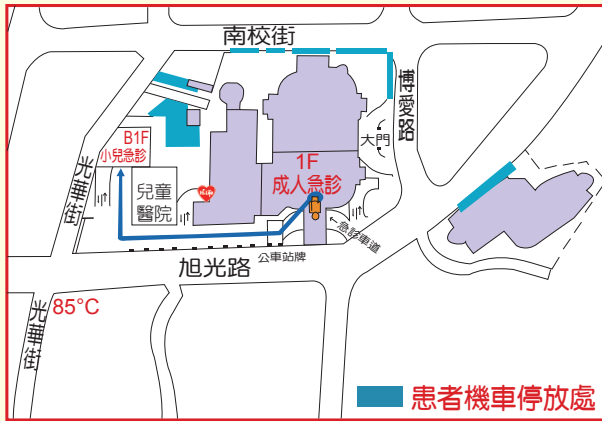 南校街
博愛路
大門
B1F
小兒急診
1F
成人急診
兒童
醫院
光華街
急診車道
公車站牌
旭光路
85°C
光華街
患者機車停放處